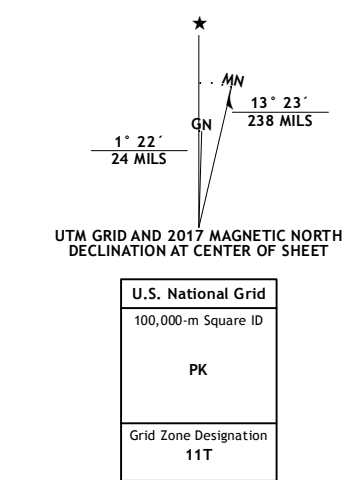 ★
MN
13° 23´
238 MILS
GN
1° 22´
24 MILS
UTM GRID AND 2017 MAGNETIC NORTH
DECLINATION AT CENTER OF SHEET
U.S. National Grid
100,000-m Square ID
PK
Grid Zone Designation
11T